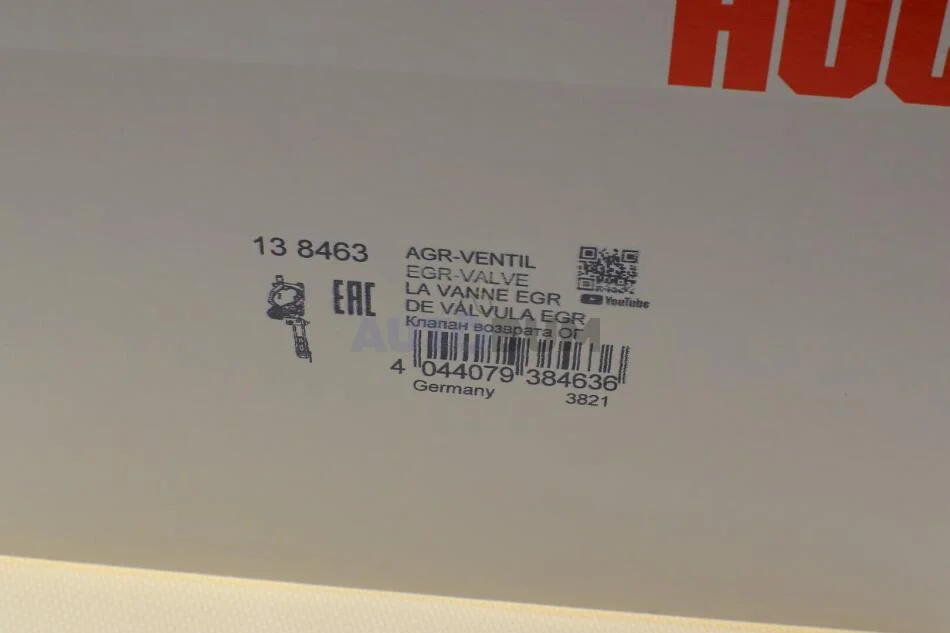 13 8463
AGR-VENTIL
EGR-VALVE
LA VANNE EGR
DE VÁLVULA EGR
Клапан возврата ОГ
EAC
YouTube
4 044079 384636
Germany
3821